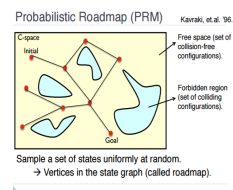 Probabilistic Roadmap (PRM)
Kavraki, et.al. '96.
C-space
Initial
Free space (set of
collision-free
configurations).
Forbidden region
(set of colliding
configurations).
Goal
Sample a set of states uniformly at random.
→ Vertices in the state graph (called roadmap).